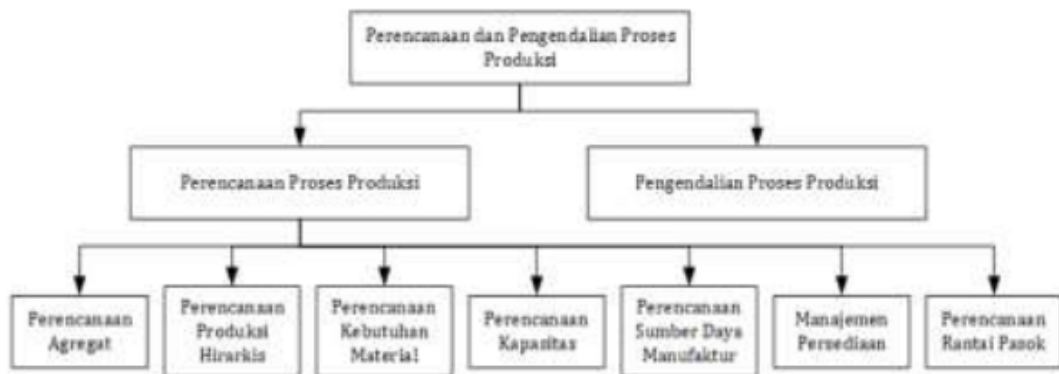 Perencanaan dan Pengendalian Proses
Produksi
Perencanaan Proses Produksi
Pengendalian Proses Produksi
Perencanaan
Agregat
Perencanaan
Produksi
Hirarkis
Perencanaan
Kebutuhan
Material
Perencanaan
Kapasitas
Perencanaan
Sumber Daya
Manufaktur
Manajemen
Persediaan
Perencanaan
Rantai Pasok